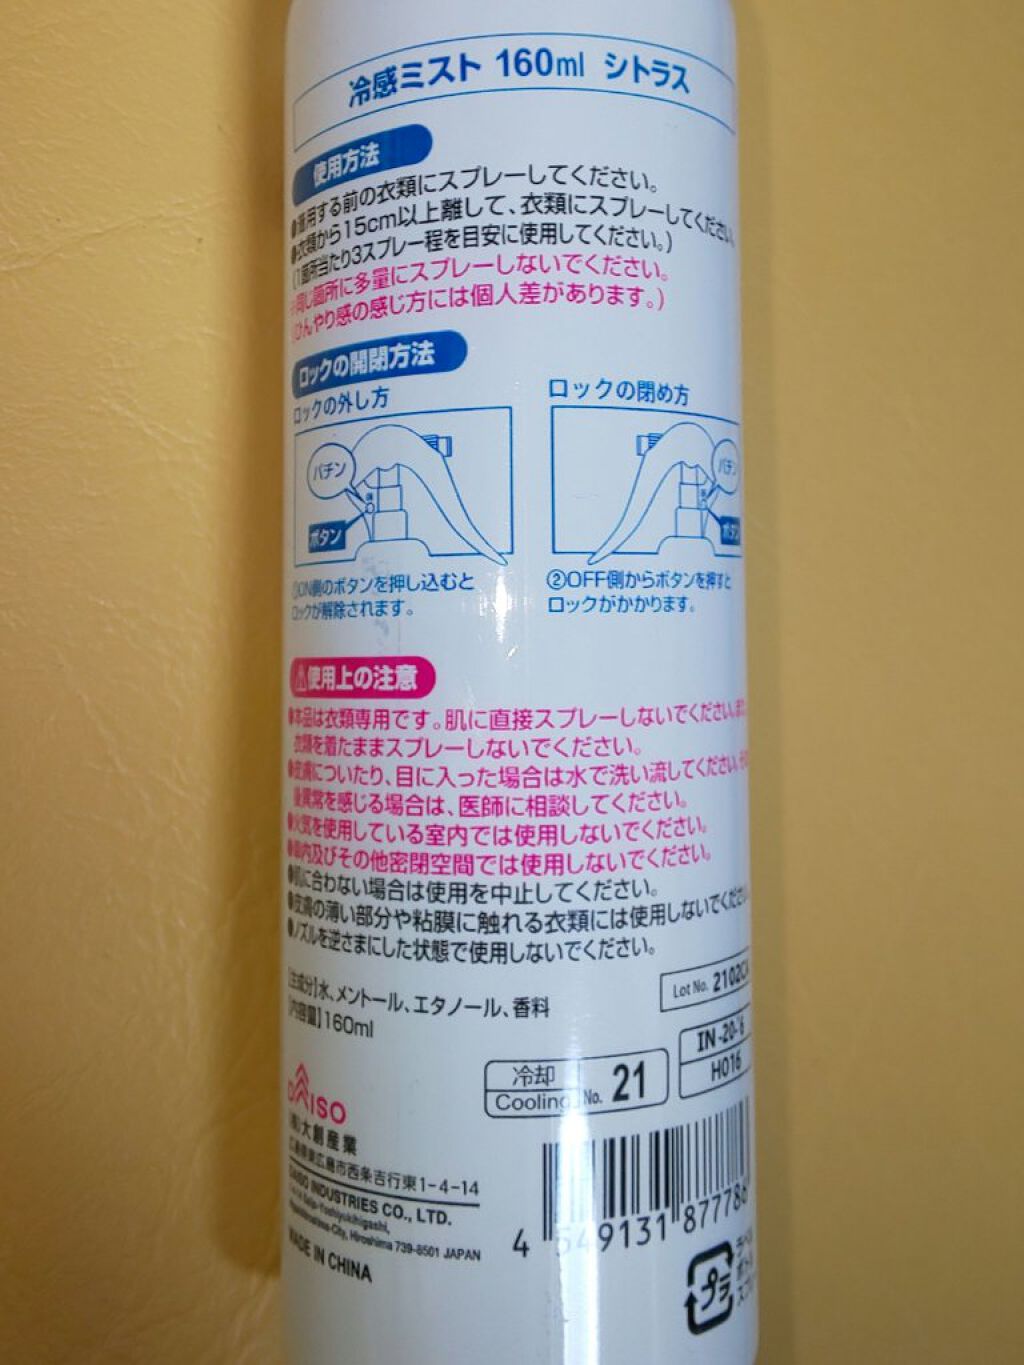 冷感ミスト 160ml シトラス
使用方法
●着用する前の衣類にスプレーしてください。
●衣類から15cm以上離して、衣類にスプレーしてください
(1箇所当たり3スプレー程を目安に使用してください。)
同じ箇所に多量にスプレーしないでください。
(ひんやり感の感じ方には個人差があります。)
ロックの開閉方法
ロックの外し方
ロックの閉め方
パチン
ボタン
パチン
ボタン
①ON側のボタンを押し込むと
ロックが解除されます。
②OFF側からボタンを押すと
ロックがかかります。
⚠使用上の注意
●本品は衣類専用です。肌に直接スプレーしないでください。また
衣類を着たままスプレーしないでください。
●皮膚についたり、目に入った場合は水で洗い流してください。その
後異常を感じる場合は、医師に相談してください。
●火気を使用している室内では使用しないでください。
●車内及びその他密閉空間では使用しないでください。
●肌に合わない場合は使用を中止してください。
●皮膚の薄い部分や粘膜に触れる衣類には使用しないでください
●ノズルを逆さまにした状態で使用しないでください。
【主成分】水、メントール、エタノール、香料
【内容量】160ml
Lot No. 2102CA
IN-20-'6
H016
冷却
Cooling No. 21
DAISO
(株)大創産業
広島県東広島市西条吉行東1-4-14
DAISO INDUSTRIES CO., LTD.
Saijo-Yoshiyukihigashi,
Higashihiroshima-City, Hiroshima 739-8501 JAPAN
MADE IN CHINA
4 549131 877786
プラ
ボトル